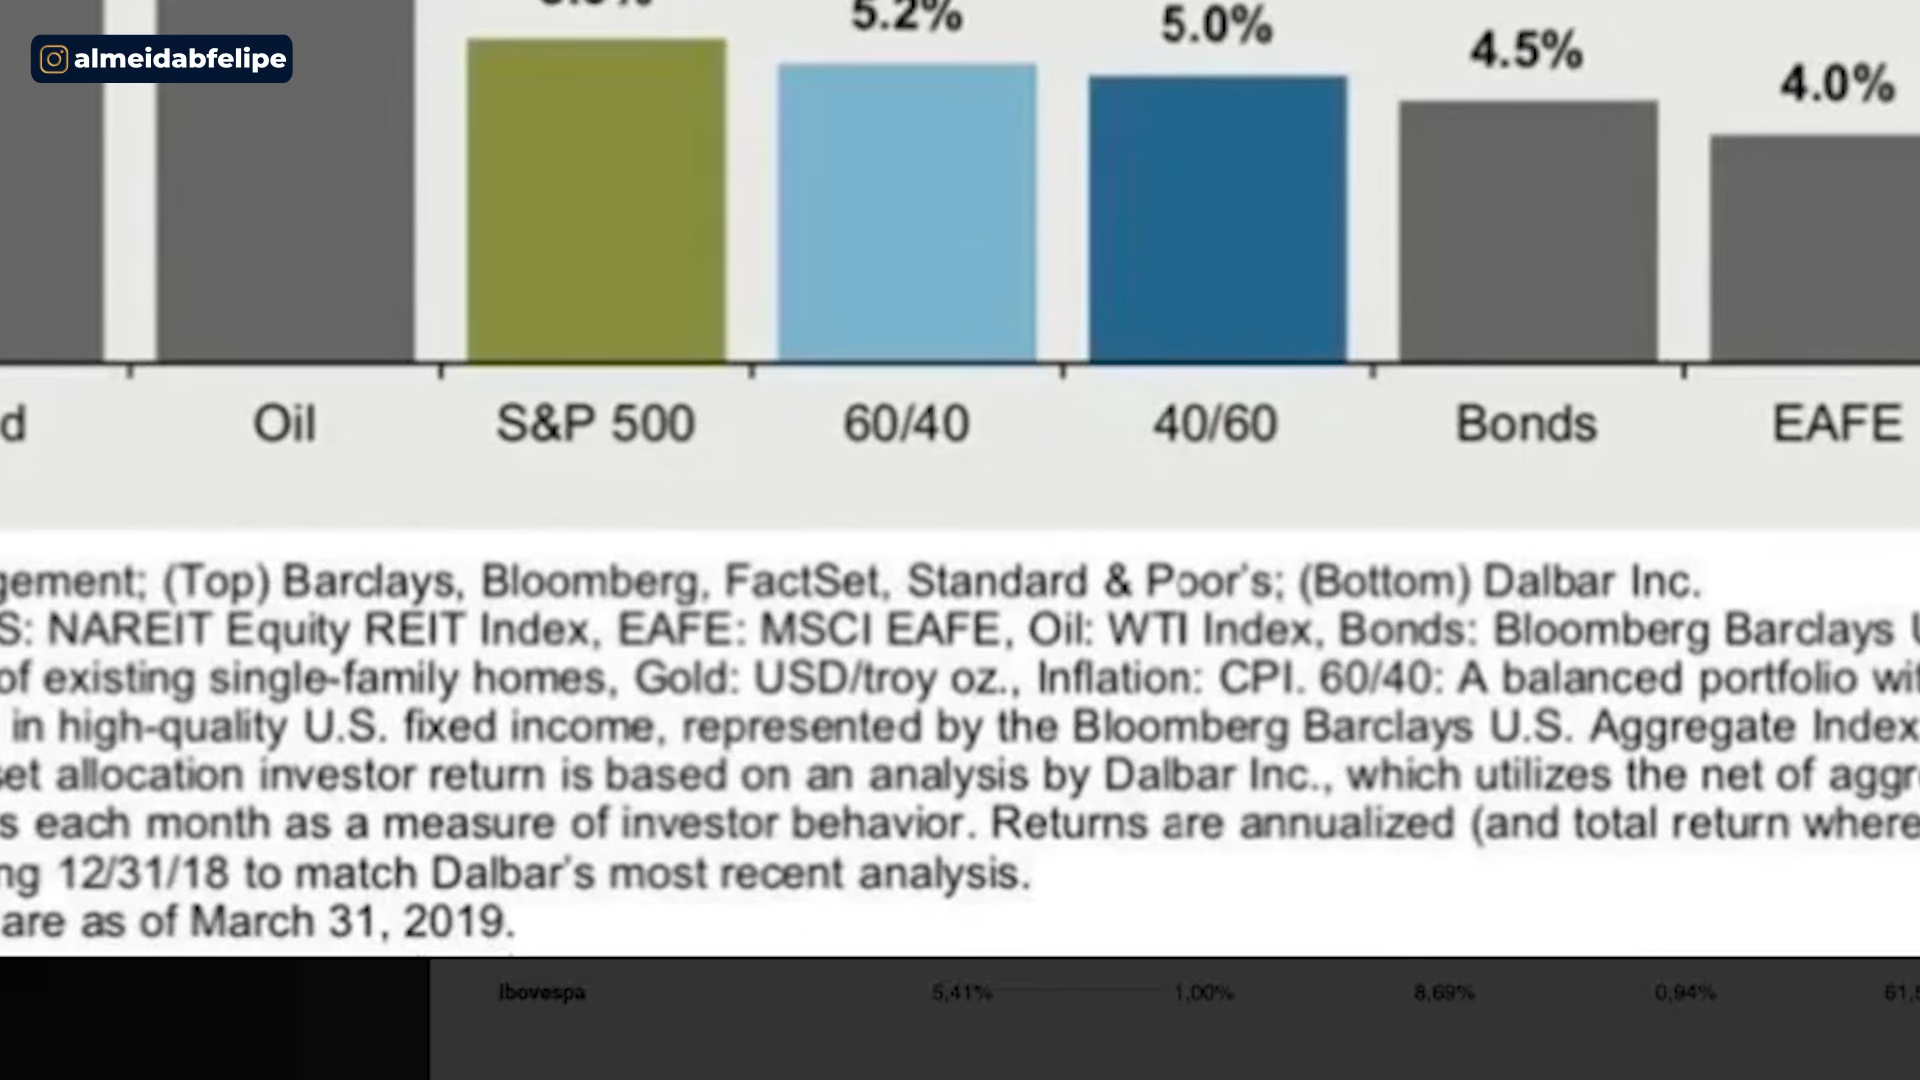 almeidabfelipe
5.2%
5.0%
4.5%
4.0%
d
Oil
S&P 500
60/40
40/60
Bonds
EAFE
gement; (Top) Barclays, Bloomberg, FactSet, Standard & Poor's; (Bottom) Dalbar Inc.
S: NAREIT Equity REIT Index, EAFE: MSCI EAFE, Oil: WTI Index, Bonds: Bloomberg Barclays U
of existing single-family homes, Gold: USD/troy oz., Inflation: CPI. 60/40: A balanced portfolio wit
in high-quality U.S. fixed income, represented by the Bloomberg Barclays U.S. Aggregate Index
set allocation investor return is based on an analysis by Dalbar Inc., which utilizes the net of aggre
s each month as a measure of investor behavior. Returns are annualized (and total return where
ng 12/31/18 to match Dalbar's most recent analysis.
are as of March 31, 2019.
Ibovespa 5,41% 1,00% 8,69% 0,94%